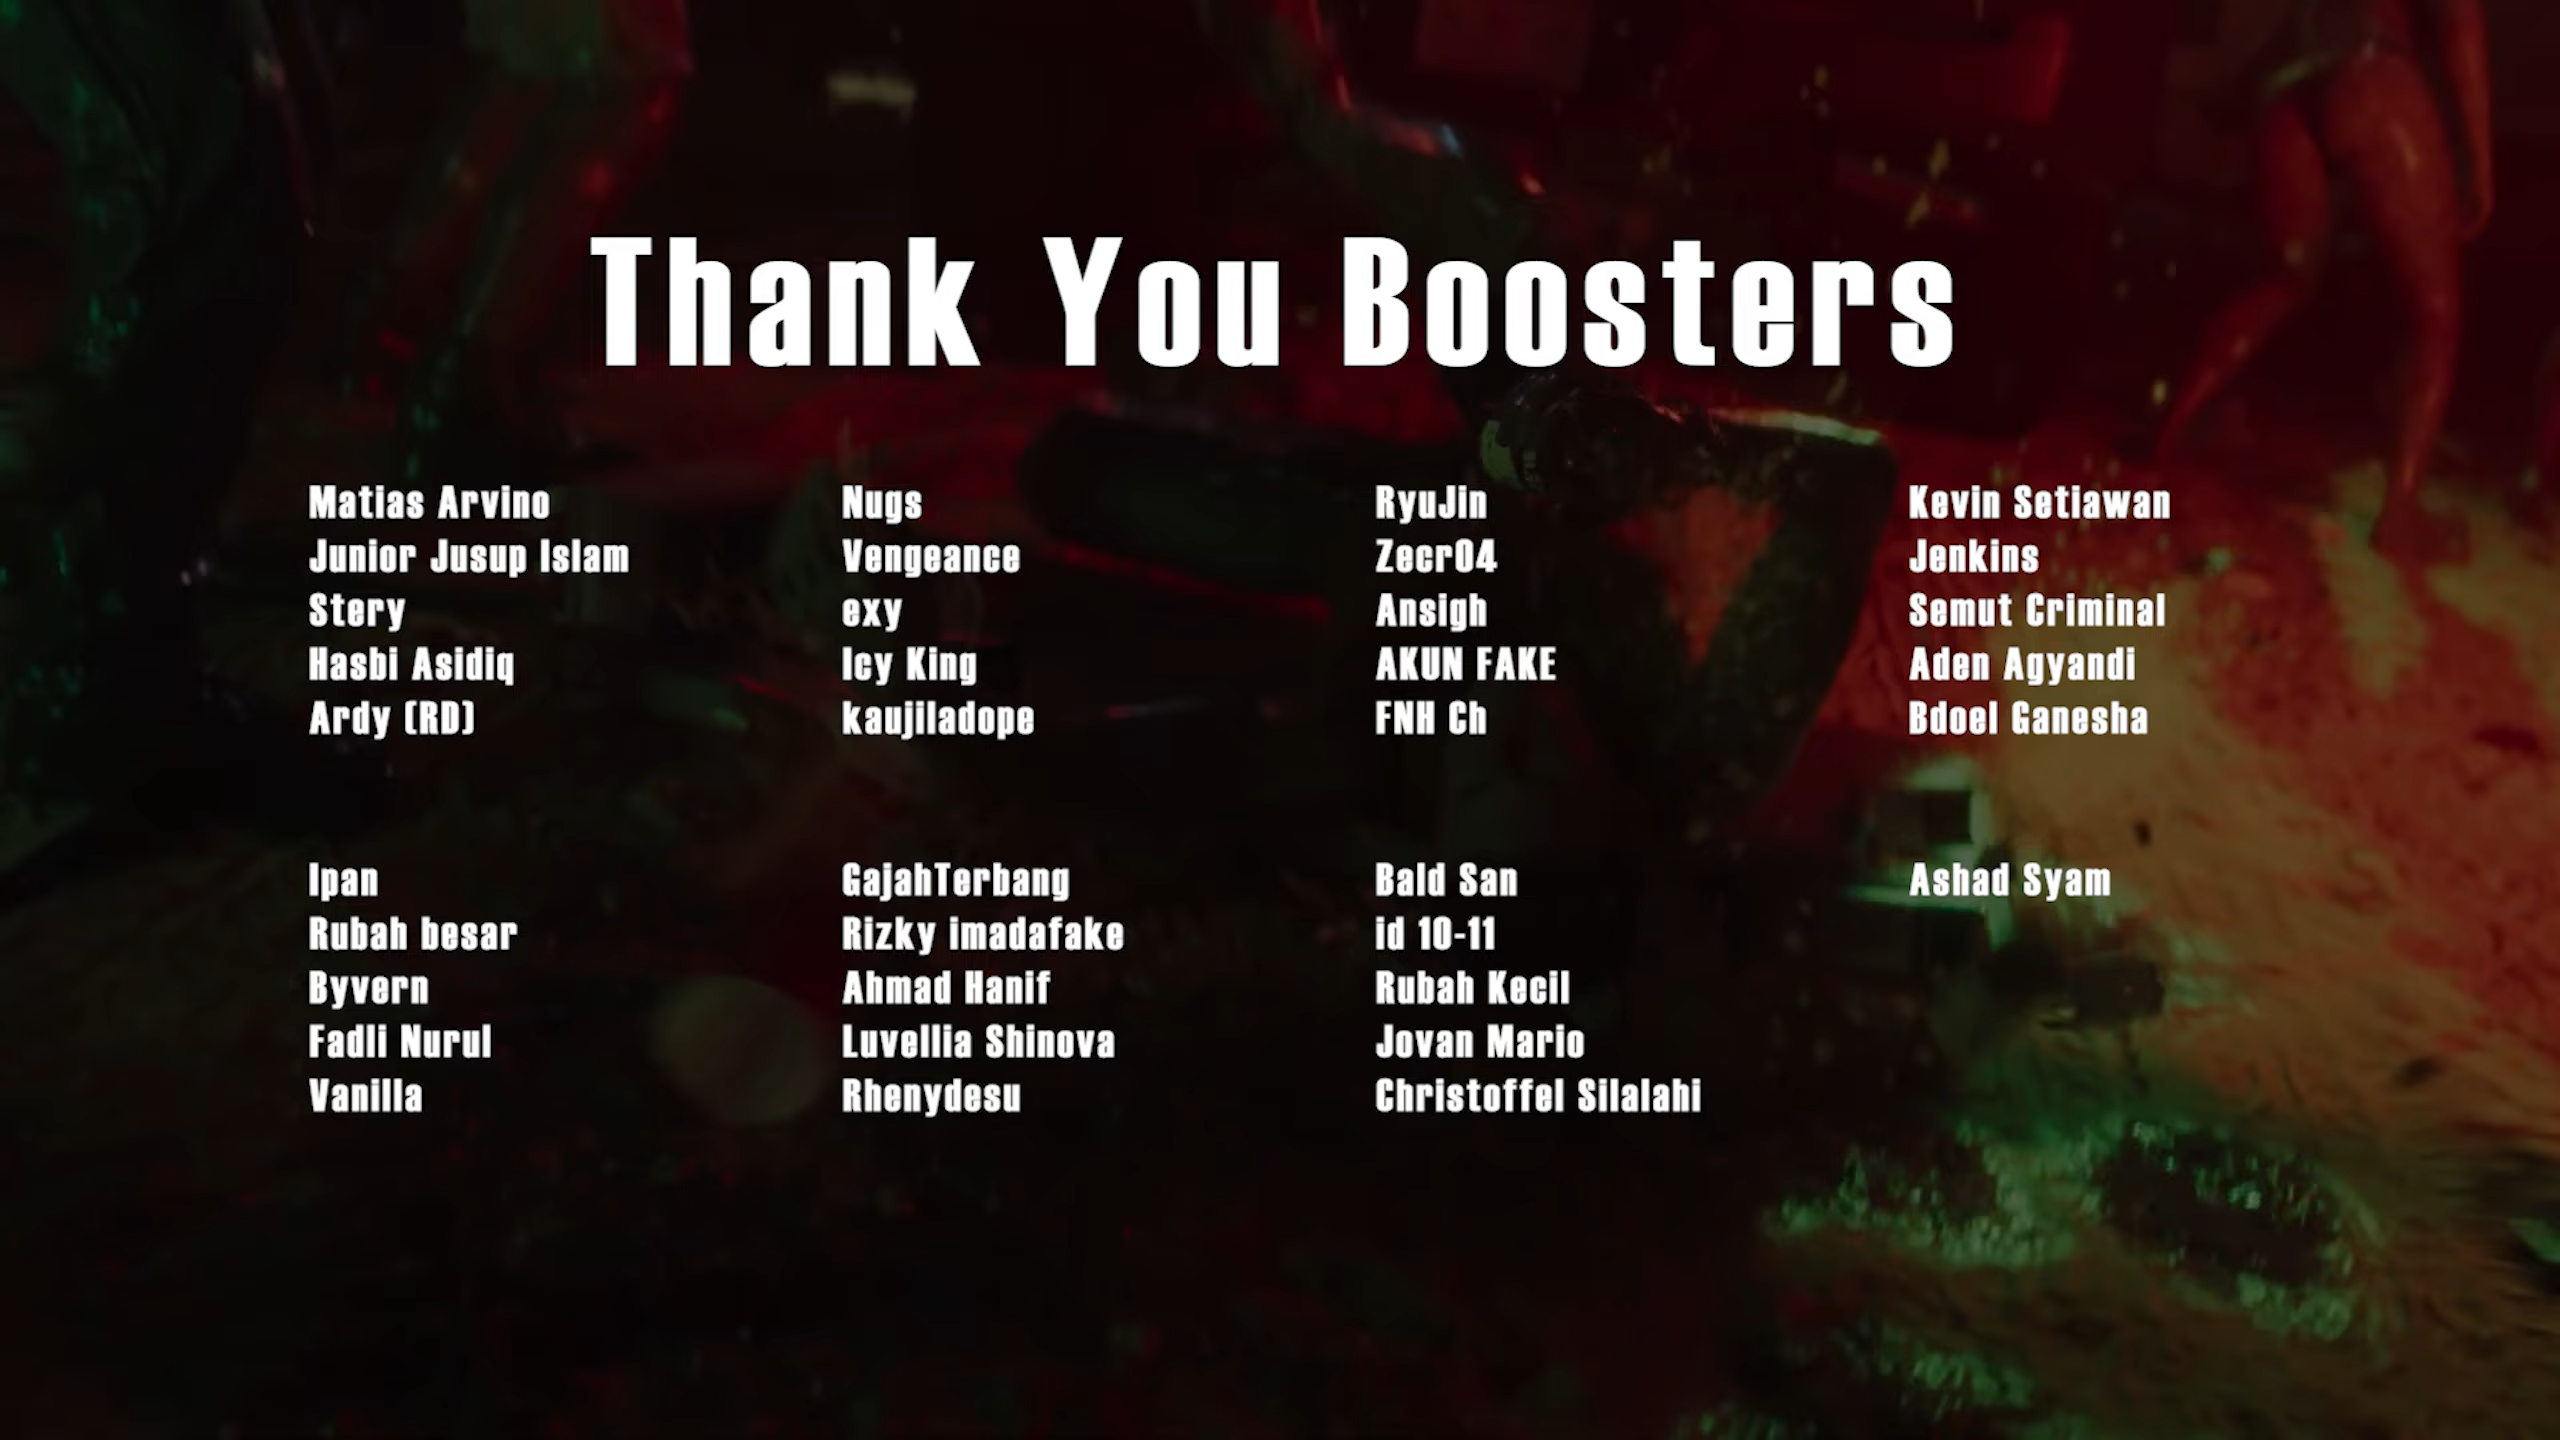 Thank You Boosters
Matias Arvino
Junior Jusup Islam
Stery
Hasbi Asidiq
Ardy (RD)
Nugs
Vengeance
exy
Icy King
kaujiladope
RyuJin
Zecr04
Ansigh
AKUN FAKE
FNH Ch
Kevin Setiawan
Jenkins
Semut Criminal
Aden Agyandi
Bdoel Ganesha
Ipan
Rubah besar
Byvern
Fadli Nurul
Vanilla
GajahTerbang
Rizky imadafake
Ahmad Hanif
Luvellia Shinova
Rhenydesu
Bald San
id 10-11
Rubah Kecil
Jovan Mario
Christoffel Silalahi
Ashad Syam